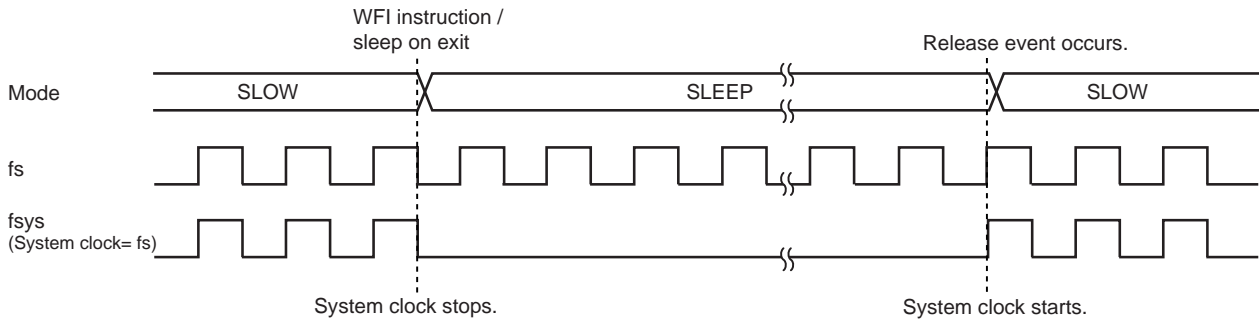 WFI instruction /
sleep on exit
Release event occurs.
Mode
SLOW
SLEEP
SLOW
fs
fsys
(System clock= fs)
System clock stops.
System clock starts.